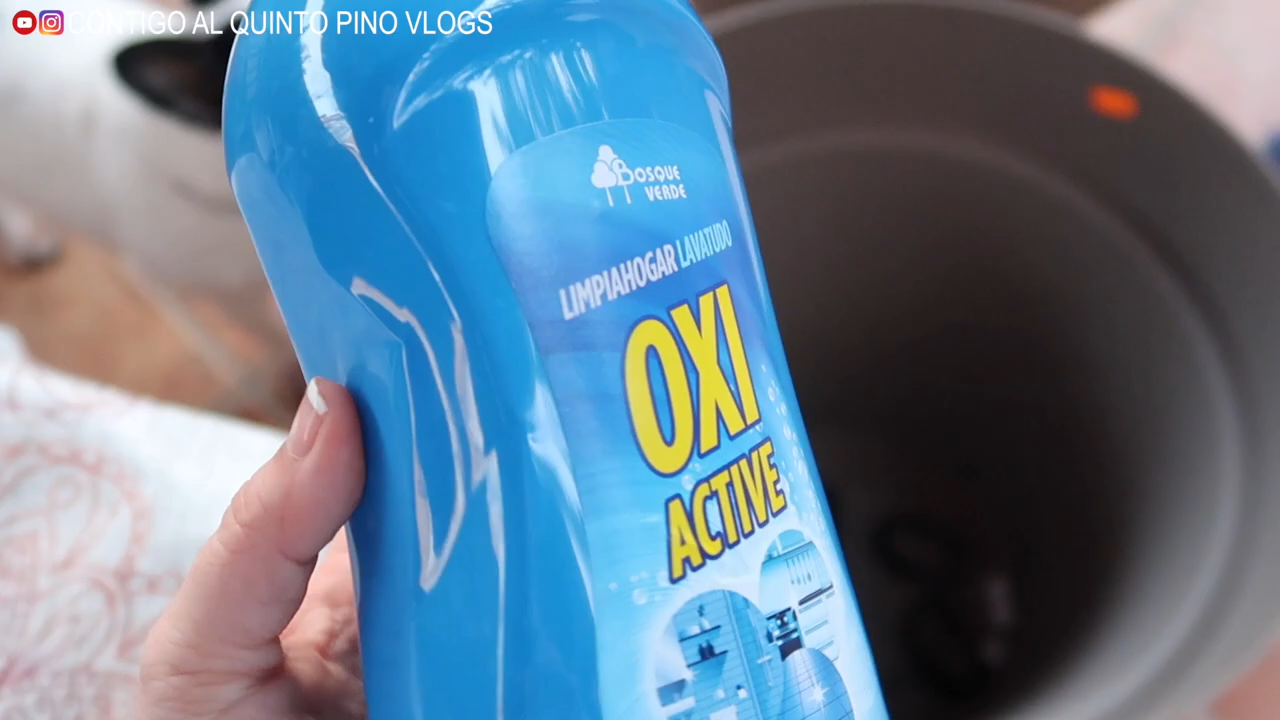 CONTIGO AL QUINTO PINO VLOGS
BOSQUE
VERDE
LIMPIAHOGAR LAVATUDO
OXI
ACTIVE